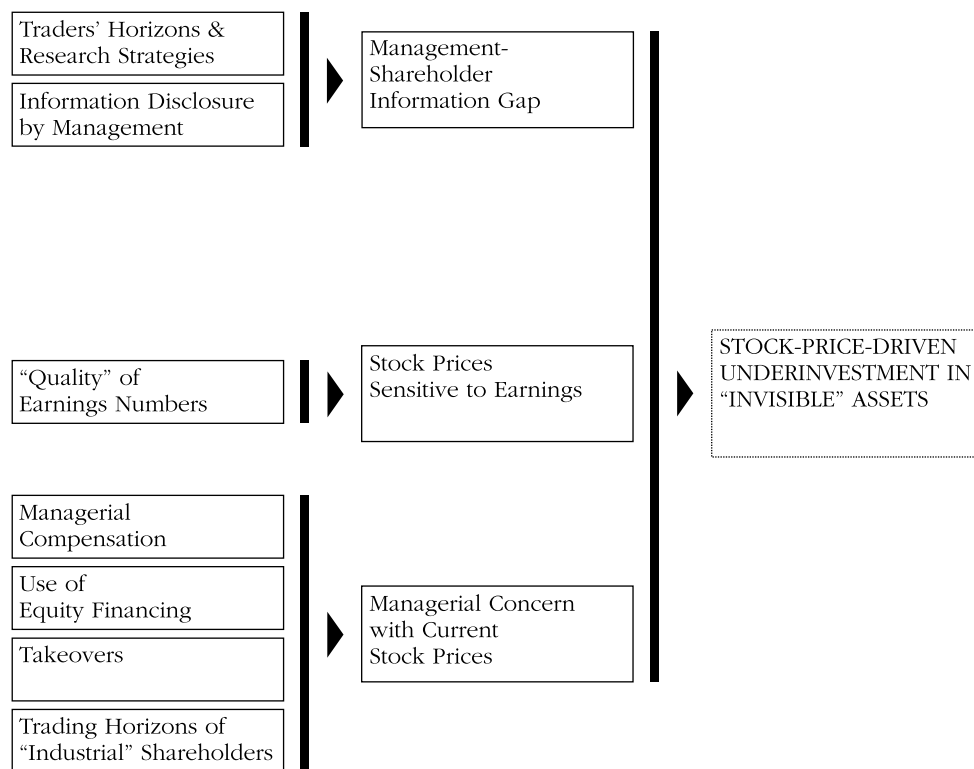 Traders’ Horizons &
Research Strategies
Information Disclosure
by Management
Management-
Shareholder
Information Gap
“Quality” of
Earnings Numbers
Stock Prices
Sensitive to Earnings
STOCK-PRICE-DRIVEN
UNDERINVESTMENT IN
“INVISIBLE” ASSETS
Managerial
Compensation
Use of
Equity Financing
Takeovers
Trading Horizons of
“Industrial” Shareholders
Managerial Concern
with Current
Stock Prices